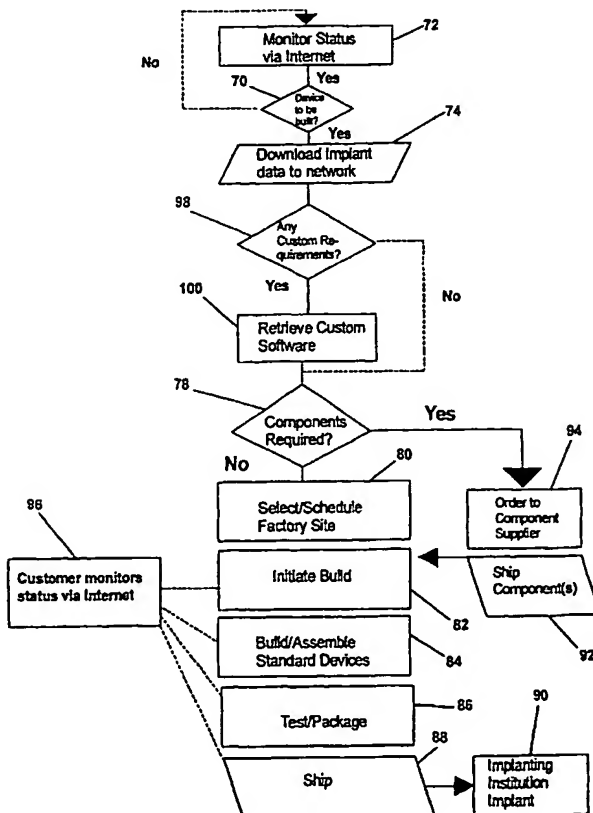 72
Monitor Status
via Internet
No
Yes
70
Device
to be
built?
Yes
74
Download Implant
data to network
98
Any
Custom Re-
quirements?
Yes
No
100
Retrieve Custom
Software
78
Components
Required?
Yes
No
80
94
Select/Schedule
Factory Site
Order to
Component
Supplier
96
Customer monitors
status via Internet
Initiate Build
Ship
Component(s)
82
92
Build/Assemble
Standard Devices
84
Test/Package
86
88
90
Ship
Implanting
Institution
Implant